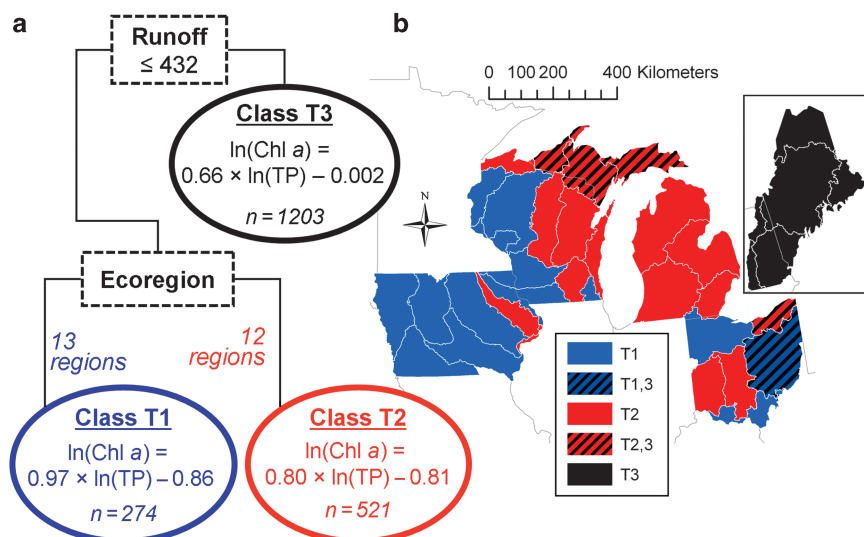 a
Runoff
≤ 432
Class T3
ln(Chl a) =
0.66 × ln(TP) – 0.002
n = 1203
Ecoregion
13
regions
12
regions
Class T1
ln(Chl a) =
0.97 × ln(TP) – 0.86
n = 274
Class T2
ln(Chl a) =
0.80 × ln(TP) – 0.81
n = 521
b
0 100 200 400 Kilometers
N
T1
T1,3
T2
T2,3
T3